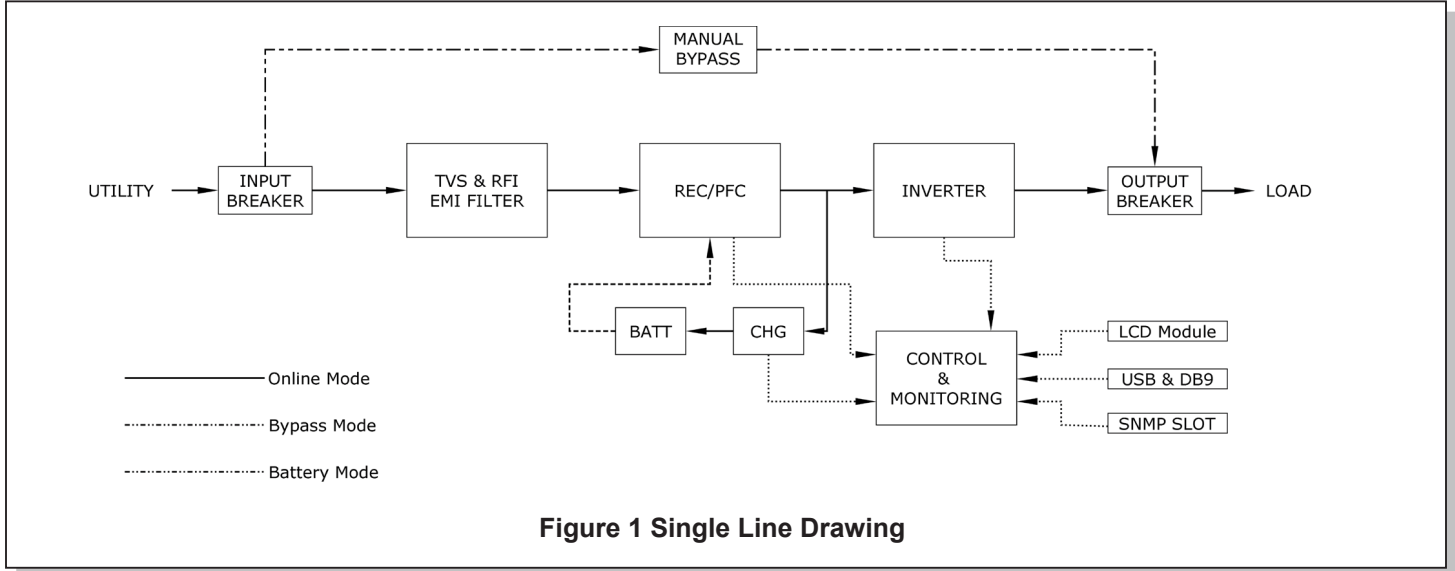 MANUAL
BYPASS
UTILITY
INPUT
BREAKER
TVS & RFI
EMI FILTER
REC/PFC
INVERTER
OUTPUT
BREAKER
LOAD
BATT
CHG
CONTROL
&
MONITORING
LCD Module
USB & DB9
SNMP SLOT
Online Mode
Bypass Mode
Battery Mode
Figure 1 Single Line Drawing